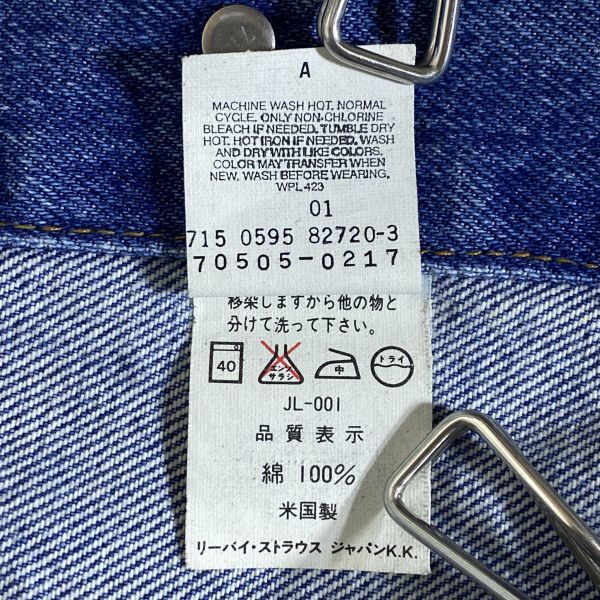 A
MACHINE WASH HOT. NORMAL
CYCLE. ONLY NON-CHLORINE
BLEACH IF NEEDED. TUMBLE DRY
HOT. HOT IRON IF NEEDED. WASH
AND DRY WITH LIKE COLORS.
COLOR MAY TRANSFER WHEN
NEW. WASH BEFORE WEARING.
WPL 423
01
715 0595 82720-3
70505-0217
移染しますから他の物と
分けて洗って下さい。
40 エンソ サラシ 中 ドライ
JL-001
品質表示
綿 100%
米国製
リーバイ・ストラウス ジャパンK.K.